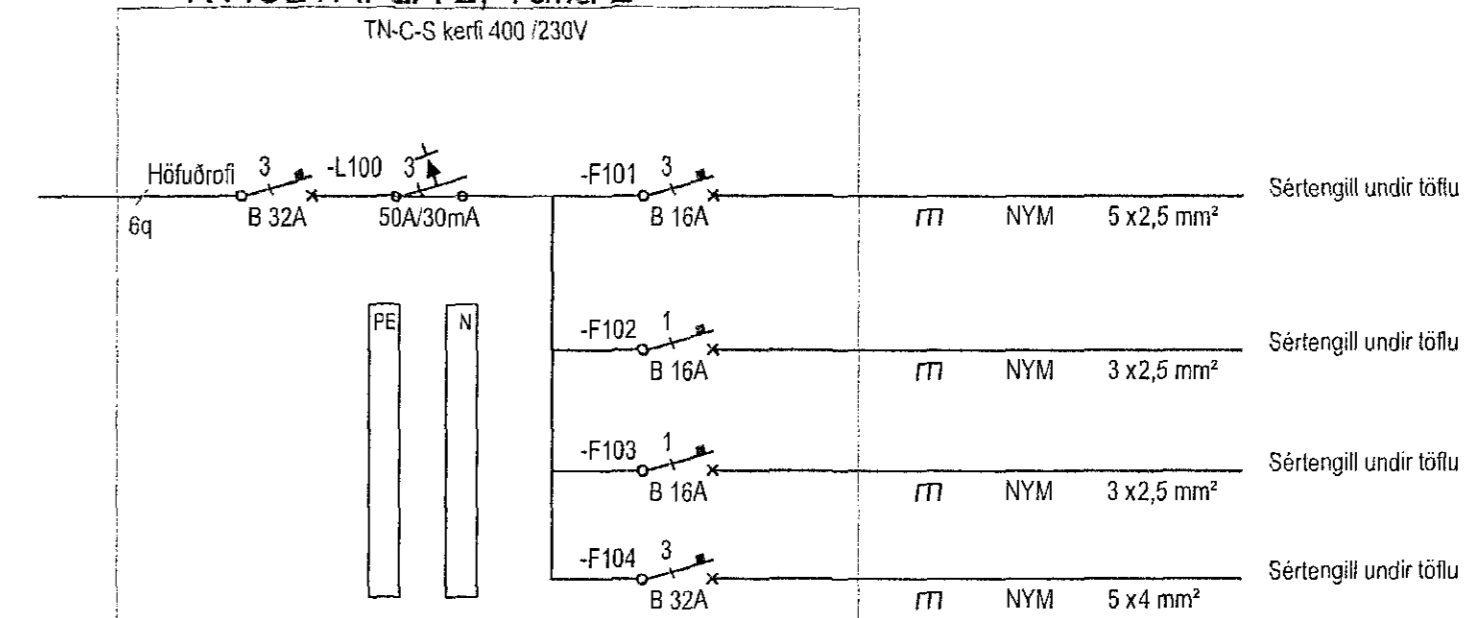 TN-C-S kerfi 400 /230V
Höfuðrofi 3 -L100 3 -F101 3 Sértengill undir töflu
6q B 32A 50A/30mA B 16A m NYM 5 x2,5 mm²
PE N -F102 1 Sértengill undir töflu
B 16A m NYM 3 x2,5 mm²
-F103 1 Sértengill undir töflu
B 16A m NYM 3 x2,5 mm²
-F104 3 Sértengill undir töflu
B 32A m NYM 5 x4 mm²